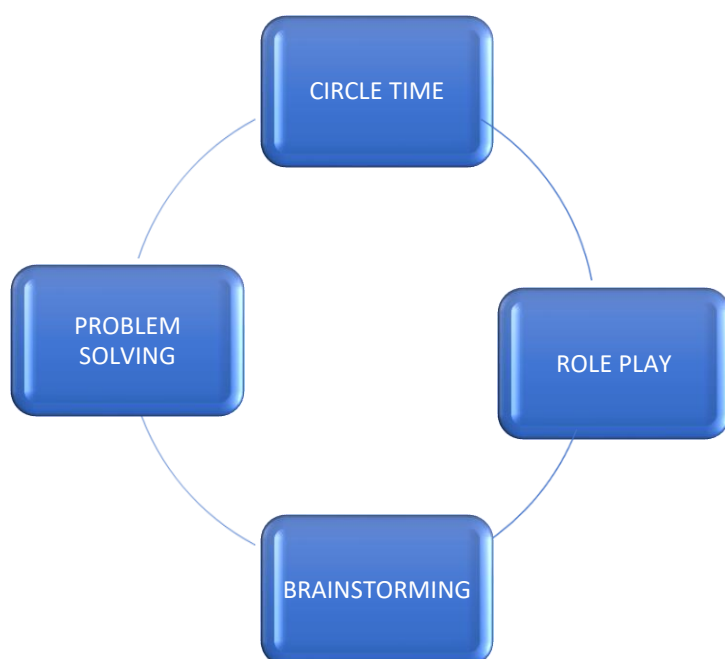 CIRCLE TIME
ROLE PLAY
BRAINSTORMING
PROBLEM
SOLVING